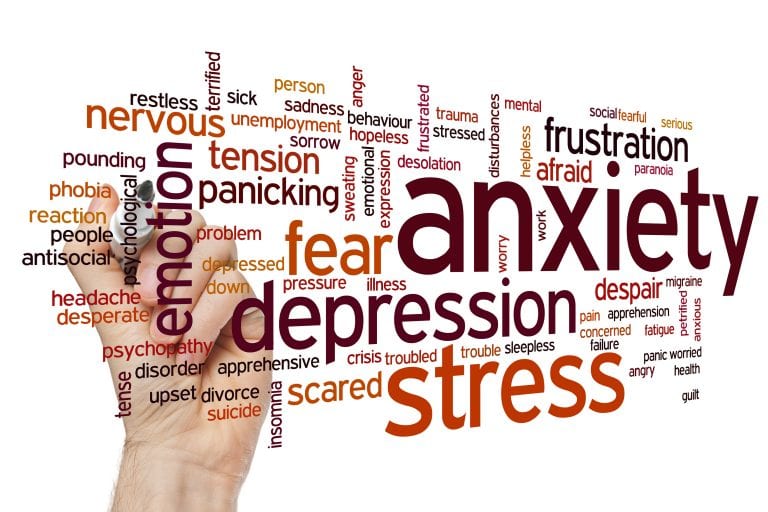 terrified
restless
sick
person
anger
nervous
unemployment
sadness
behaviour
frustrated
trauma
disturbances
mental
social
fearful
serious
sorrow
hopeless
stressed
helpless
frustration
pounding
tension
sweating
emotional
expression
desolation
afraid
paranoia
phobia
psychological
emotion
panicking
anxiety
reaction
people
antisocial
problem
fear
worry
work
depressed
down
pressure
illness
headache
desperate
depression
despair
migraine
pain
apprehension
petrified
anxious
concerned
fatigue
psychopathy
disorder
apprehensive
crisis
troubled
trouble
sleepless
failure
panic
worried
tense
upset
divorce
suicide
insomnia
scared
stress
angry
health
guilt